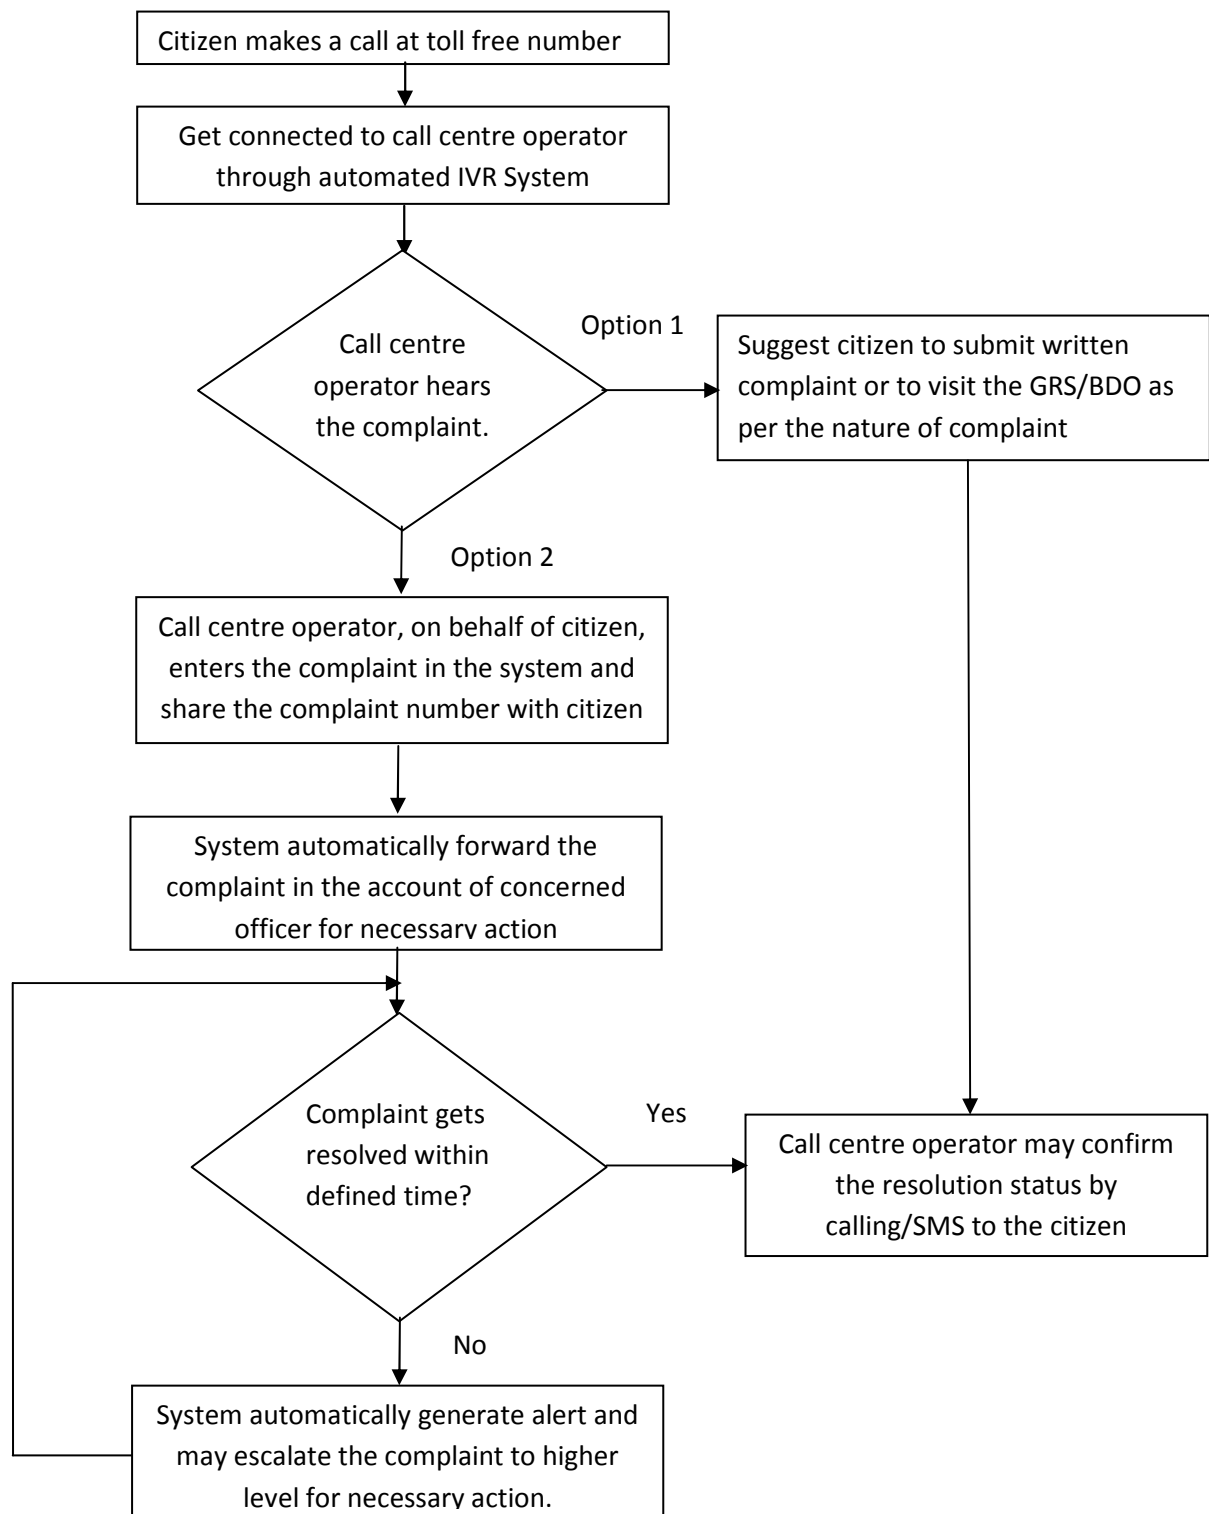 Citizen makes a call at toll free number
Get connected to call centre operator
through automated IVR System
Call centre
operator hears
the complaint.
Option 1
Suggest citizen to submit written
complaint or to visit the GRS/BDO as
per the nature of complaint
Option 2
Call centre operator, on behalf of citizen,
enters the complaint in the system and
share the complaint number with citizen
System automatically forward the
complaint in the account of concerned
officer for necessary action
Complaint gets
resolved within
defined time?
Yes
Call centre operator may confirm
the resolution status by
calling/SMS to the citizen
No
System automatically generate alert and
may escalate the complaint to higher
level for necessary action.